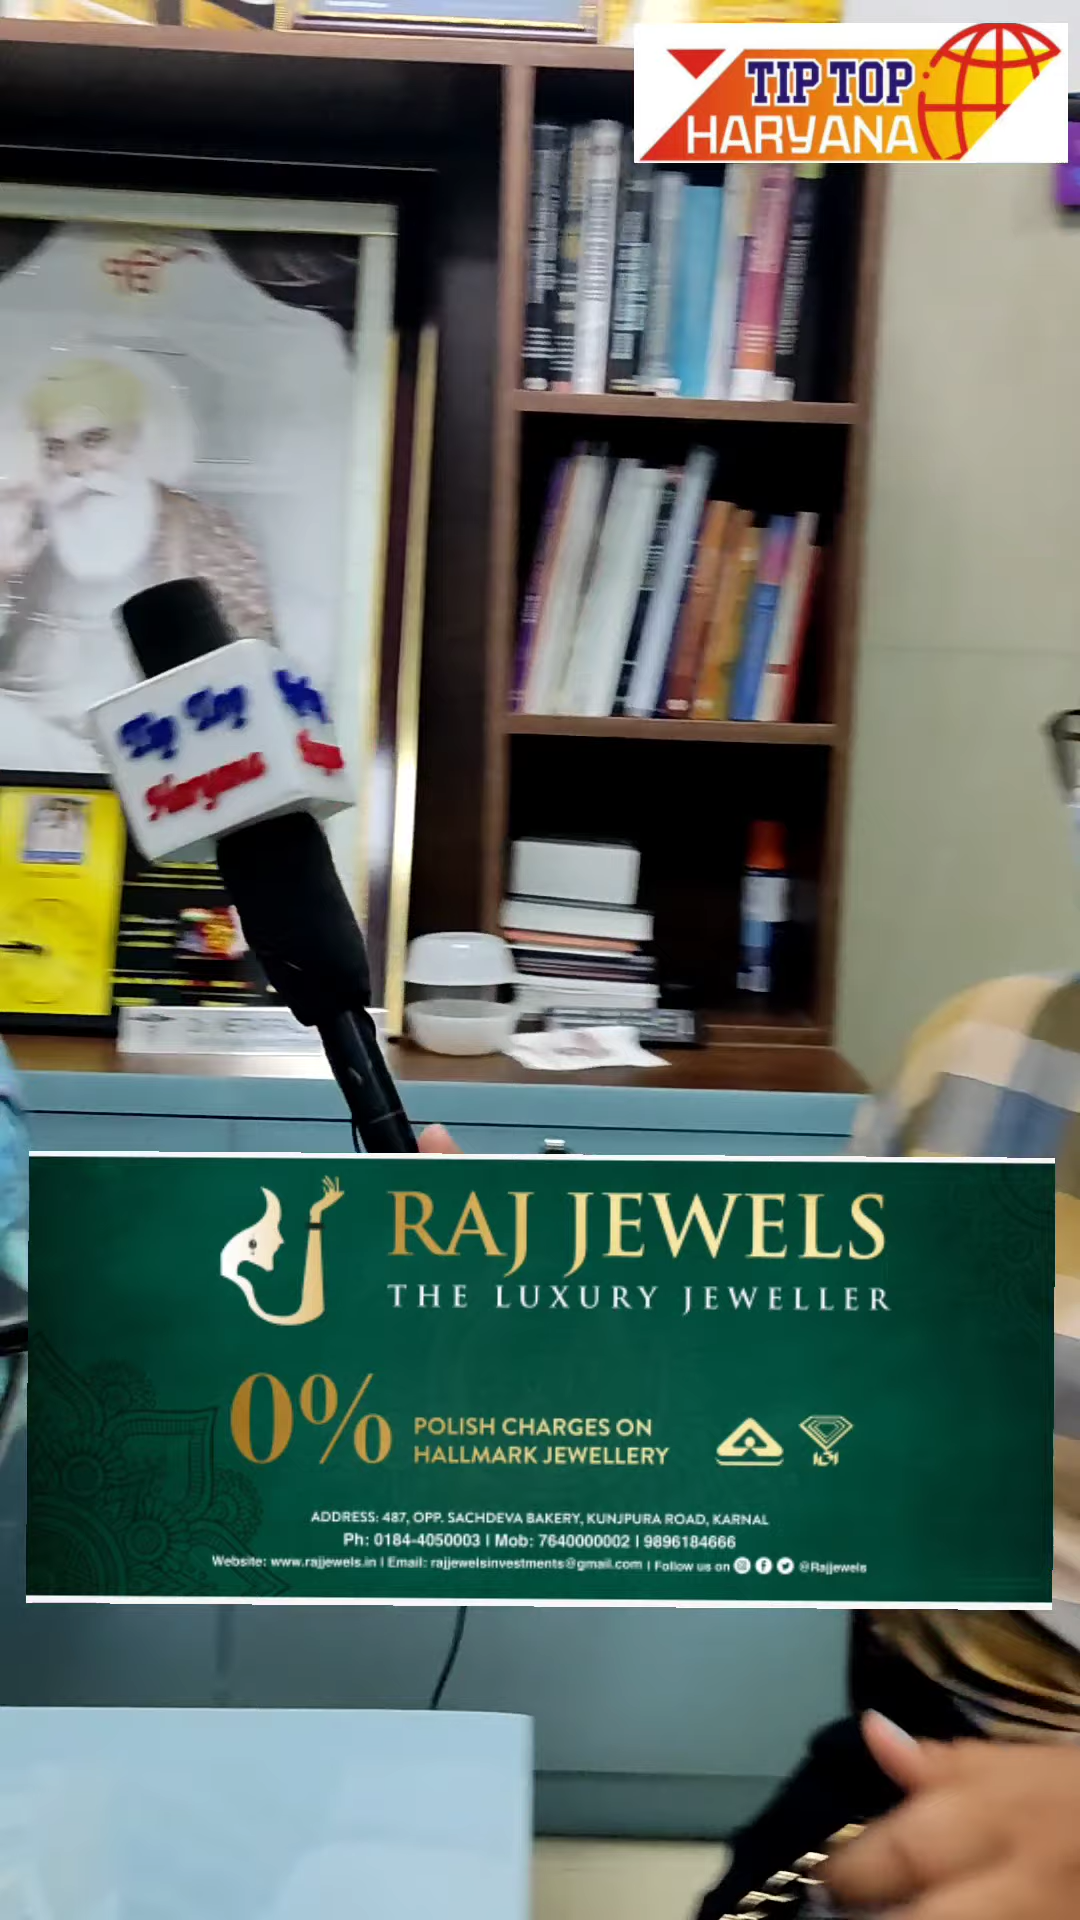 TIP TOP
HARYANA
ੴ
Tip Top
Haryana
RAJ JEWELS
THE LUXURY JEWELLER
0% POLISH CHARGES ON
HALLMARK JEWELLERY
ADDRESS: 487, OPP. SACHDEVA BAKERY, KUNJPURA ROAD, KARNAL
Ph: 0184-4050003 | Mob: 7640000002 | 9896184666
Website: www.rajjewels.in | Email: rajjewelsinvestments@gmail.com | Follow us on @Rajjewels